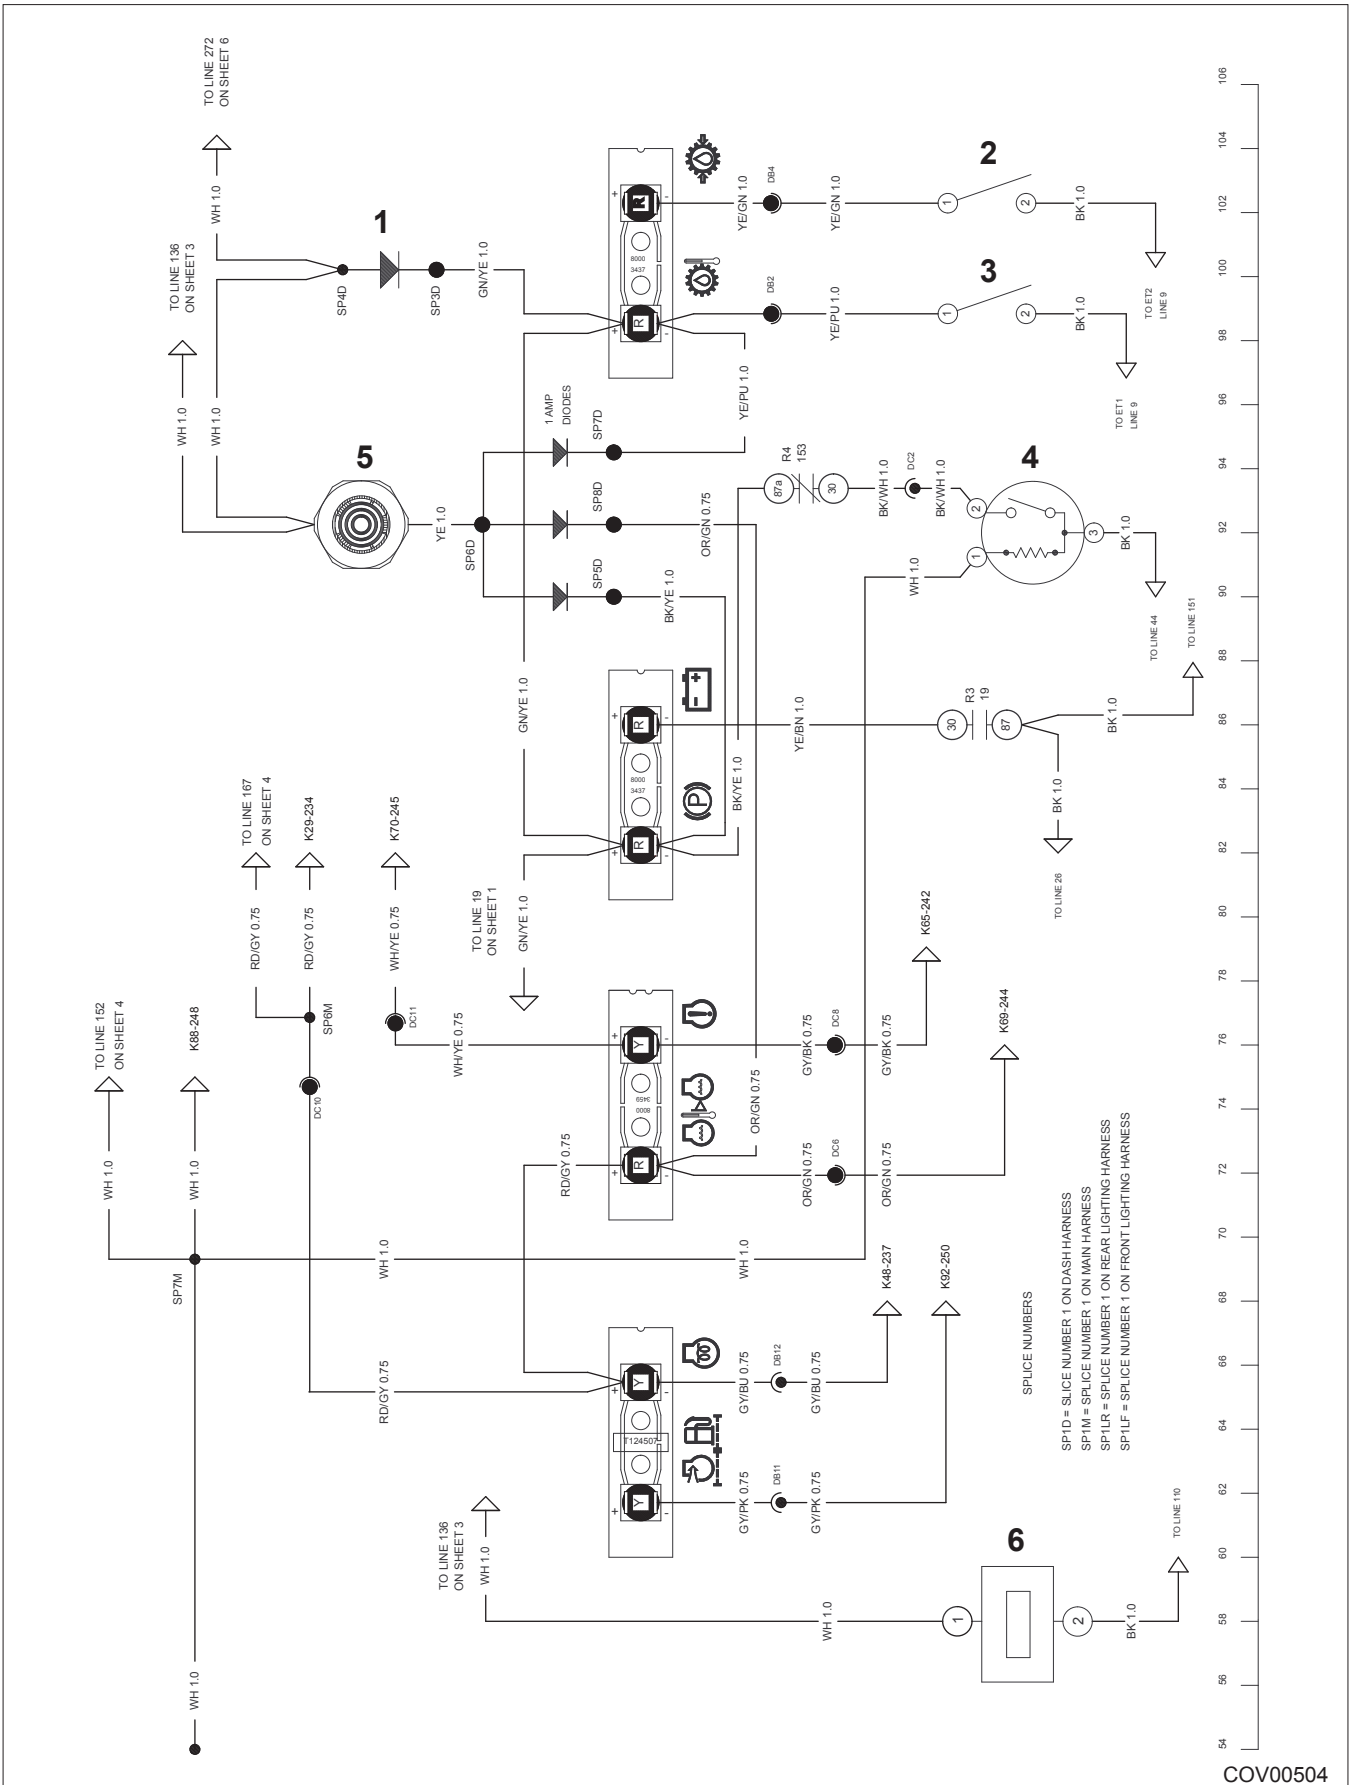 TO LINE 272
ON SHEET 6
WH 1.0
TO LINE 136
ON SHEET 3
WH 1.0
WH 1.0
1
SP4D
SP3D
GN/YE 1.0
5
YE 1.0
SP6D
1 AMP
DIODES
SP7D
SP8D
SP5D
YE/PU 1.0
OR/GN 0.75
BK/YE 1.0
GN/YE 1.0
+
R
-
8000
3437
+
R
-
YE/GN 1.0
DB4
YE/GN 1.0
2
1
2
BK 1.0
TO ET2
LINE 9
DB2
YE/PU 1.0
3
1
2
BK 1.0
TO ET1
LINE 9
R4
153
87a
30
BK/WH 1.0
DC2
BK/WH 1.0
4
2
1
3
WH 1.0
BK 1.0
TO LINE 44
+
R
-
8000
3437
+
R
-
- +
P
YE/BN 1.0
BK/YE 1.0
R3
19
30
87
BK 1.0
TO LINE 151
BK 1.0
TO LINE 26
TO LINE 167
ON SHEET 4
K29-234
K70-245
RD/GY 0.75
RD/GY 0.75
WH/YE 0.75
SP6M
DC11
DC10
TO LINE 19
ON SHEET 1
GN/YE 1.0
TO LINE 152
ON SHEET 4
K88-248
WH 1.0
WH 1.0
SP7M
WH 1.0
WH 1.0
WH 1.0
WH/YE 0.75
RD/GY 0.75
+
Y
-
3459
8000
+
R
-
OR/GN 0.75
GY/BK 0.75
DC8
GY/BK 0.75
K65-242
OR/GN 0.75
DC6
OR/GN 0.75
K69-244
RD/GY 0.75
+
Y
-
T124507
+
Y
-
GY/BU 0.75
DB12
GY/BU 0.75
K48-237
GY/PK 0.75
DB11
GY/PK 0.75
K92-250
TO LINE 136
ON SHEET 3
WH 1.0
WH 1.0
6
1
2
BK 1.0
TO LINE 110
SPLICE NUMBERS
SP1D = SLICE NUMBER 1 ON DASH HARNESS
SP1M = SPLICE NUMBER 1 ON MAIN HARNESS
SP1LR = SPLICE NUMBER 1 ON REAR LIGHTING HARNESS
SP1LF = SPLICE NUMBER 1 ON FRONT LIGHTING HARNESS
54 56 58 60 62 64 66 68 70 72 74 76 78 80 82 84 86 88 90 92 94 96 98 100 102 104 106
COV00504